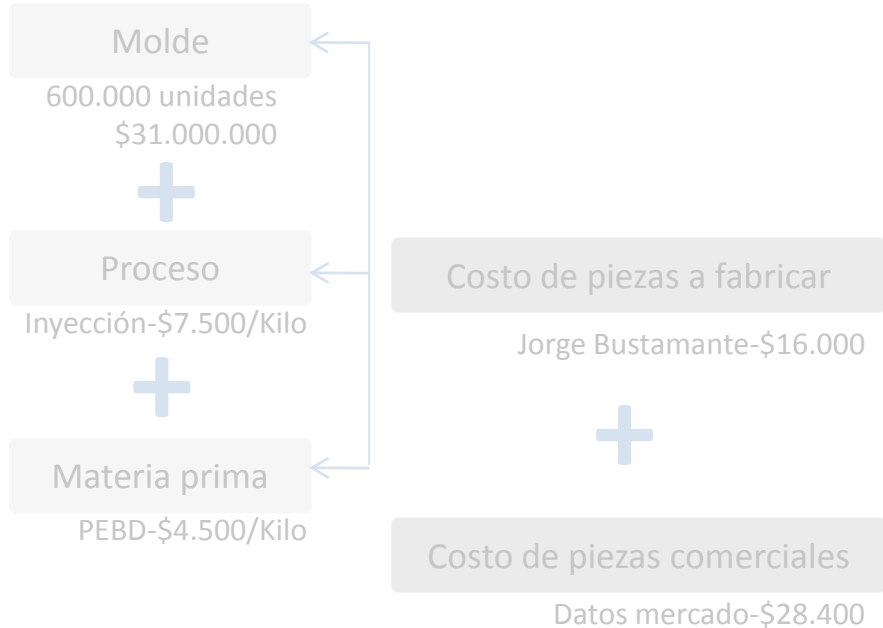 Molde
600.000 unidades
$31.000.000
Proceso
Inyección-$7.500/Kilo
Materia prima
PEBD-$4.500/Kilo
Costo de piezas a fabricar
Jorge Bustamante-$16.000
Costo de piezas comerciales
Datos mercado-$28.400